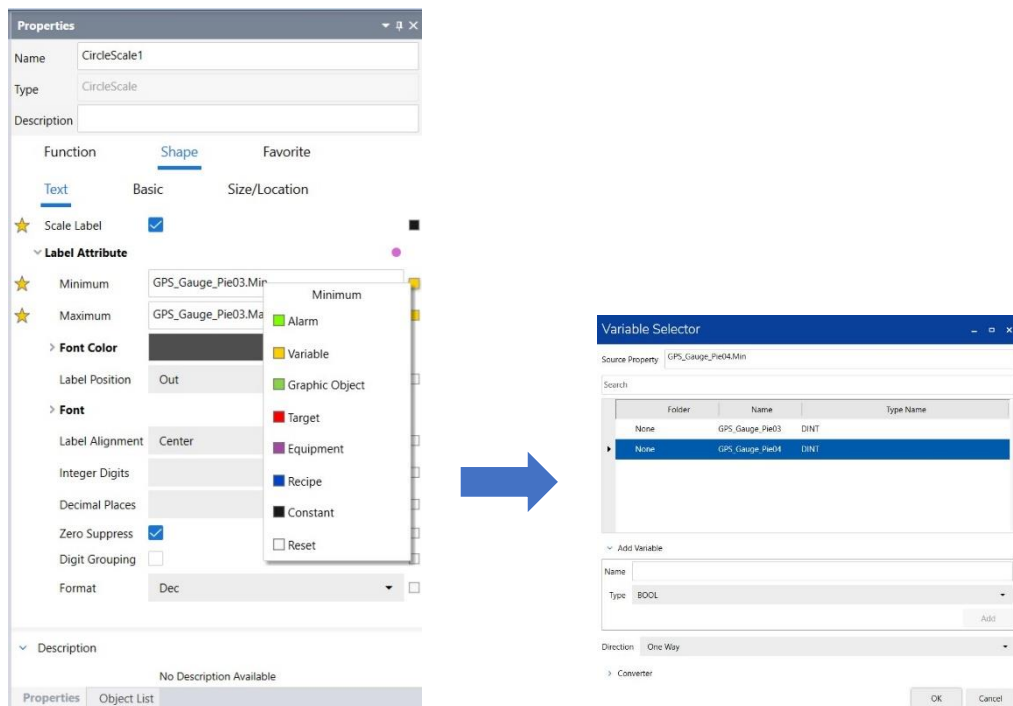 Properties
Name CircleScale1
Type CircleScale
Description
Function Shape Favorite
Text Basic Size/Location
Scale Label
Label Attribute
Minimum GPS_Gauge_Pie03.Min
Maximum GPS_Gauge_Pie03.Ma
Font Color
Label Position Out
Font
Label Alignment Center
Integer Digits
Decimal Places
Zero Suppress
Digit Grouping
Format Dec
Description
No Description Available
Properties Object List
Minimum
Alarm
Variable
Graphic Object
Target
Equipment
Recipe
Constant
Reset
Variable Selector
Source Property GPS_Gauge_Pie04.Min
Search
Folder Name Type Name
None GPS_Gauge_Pie03 DINT
None GPS_Gauge_Pie04 DINT
Add Variable
Name
Type BOOL
Add
Direction One Way
Converter
OK Cancel